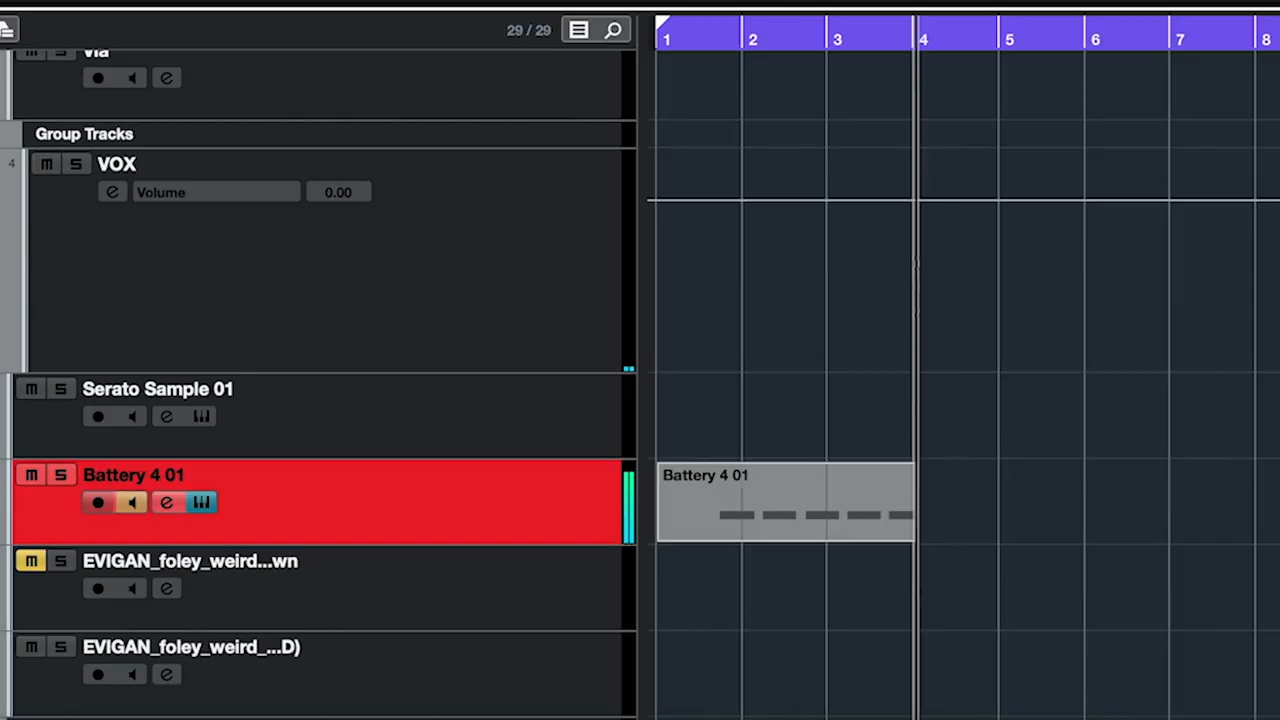 29 / 29
1 2 3 4 5 6 7 8
m S Via
Group Tracks
4 m S VOX
e Volume 0.00
m S Serato Sample 01
e
m S Battery 4 01
e
Battery 4 01
m S EVIGAN_foley_weird...wn
e
m S EVIGAN_foley_weird_...D)
e